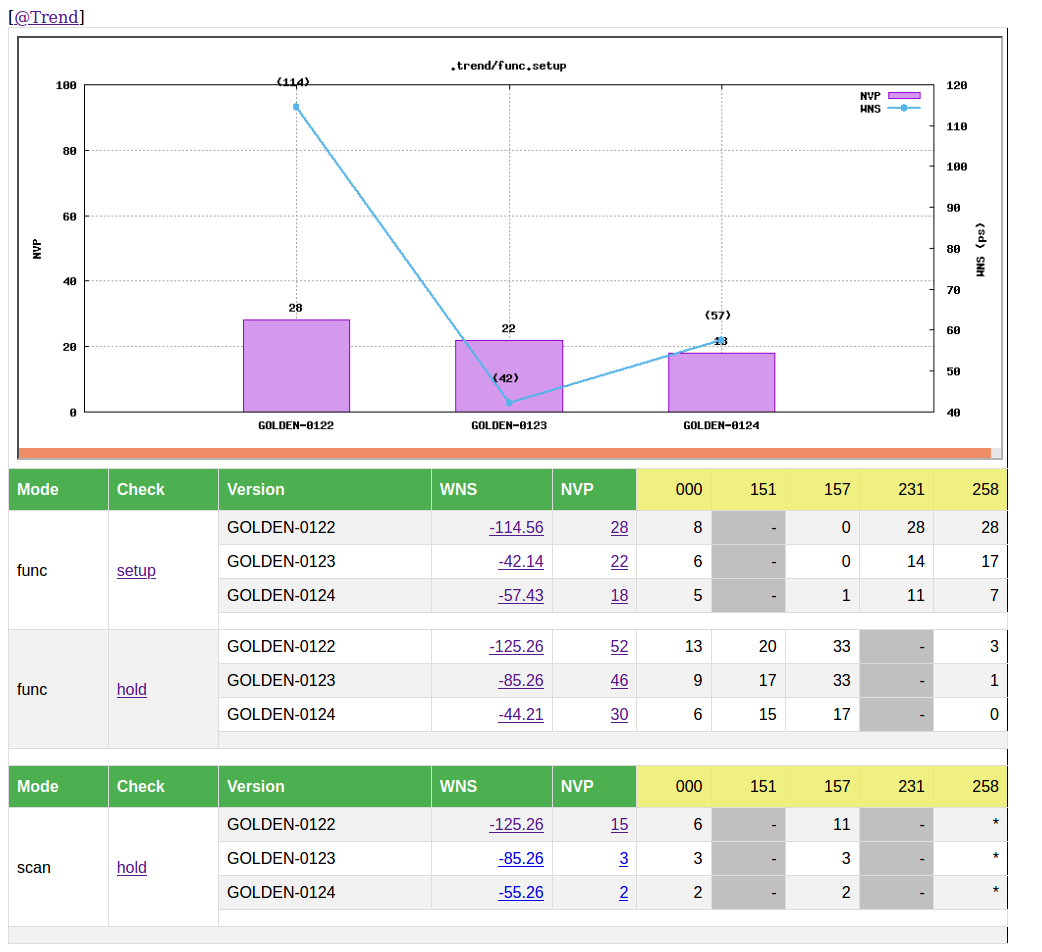 [@Trend]
.trend/func.setup
(114)
100 120
NVP
WNS
110
80 100
90
60
NVP 80 WNS (ps)
40 70
28 (57)
22 60
20 18
50
(42)
0 40
GOLDEN-0122 GOLDEN-0123 GOLDEN-0124
Mode Check Version WNS NVP 000 151 157 231 258
GOLDEN-0122 -114.56 28 8 - 0 28 28
func setup GOLDEN-0123 -42.14 22 6 - 0 14 17
GOLDEN-0124 -57.43 18 5 - 1 11 7
GOLDEN-0122 -125.26 52 13 20 33 - 3
func hold GOLDEN-0123 -85.26 46 9 17 33 - 1
GOLDEN-0124 -44.21 30 6 15 17 - 0
Mode Check Version WNS NVP 000 151 157 231 258
GOLDEN-0122 -125.26 15 6 - 11 - *
scan hold GOLDEN-0123 -85.26 3 3 - 3 - *
GOLDEN-0124 -55.26 2 2 - 2 - *